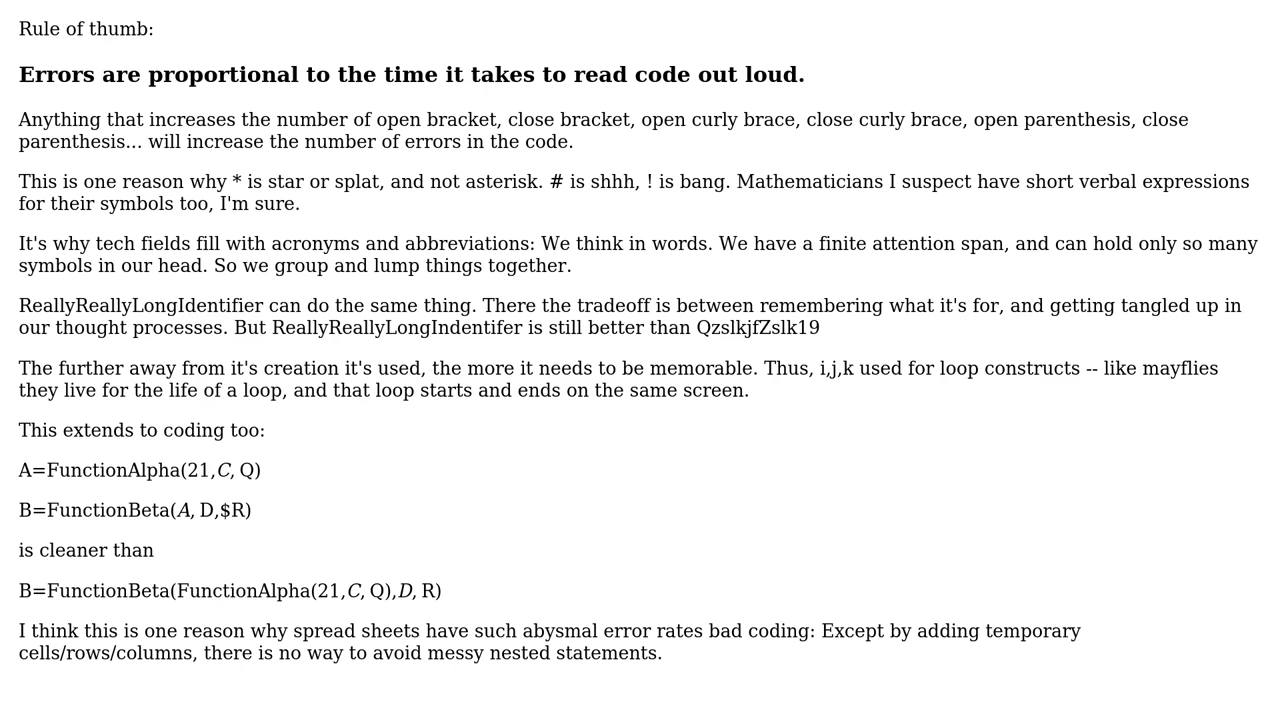 Rule of thumb:
Errors are proportional to the time it takes to read code out loud.
Anything that increases the number of open bracket, close bracket, open curly brace, close curly brace, open parenthesis, close
parenthesis... will increase the number of errors in the code.
This is one reason why * is star or splat, and not asterisk. # is shhh, ! is bang. Mathematicians I suspect have short verbal expressions
for their symbols too, I'm sure.
It's why tech fields fill with acronyms and abbreviations: We think in words. We have a finite attention span, and can hold only so many
symbols in our head. So we group and lump things together.
ReallyReallyLongIdentifier can do the same thing. There the tradeoff is between remembering what it's for, and getting tangled up in
our thought processes. But ReallyReallyLongIndentifer is still better than QzslkjfZslk19
The further away from it's creation it's used, the more it needs to be memorable. Thus, i,j,k used for loop constructs -- like mayflies
they live for the life of a loop, and that loop starts and ends on the same screen.
This extends to coding too:
A=FunctionAlpha(21,C, Q)
B=FunctionBeta(A, D,$R)
is cleaner than
B=FunctionBeta(FunctionAlpha(21,C, Q),D, R)
I think this is one reason why spread sheets have such abysmal error rates bad coding: Except by adding temporary
cells/rows/columns, there is no way to avoid messy nested statements.